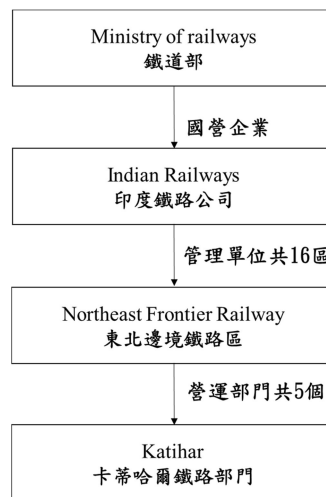 Ministry of railways
鐵道部
國營企業
Indian Railways
印度鐵路公司
管理單位共16區
Northeast Frontier Railway
東北邊境鐵路區
營運部門共5個
Katihar
卡蒂哈爾鐵路部門